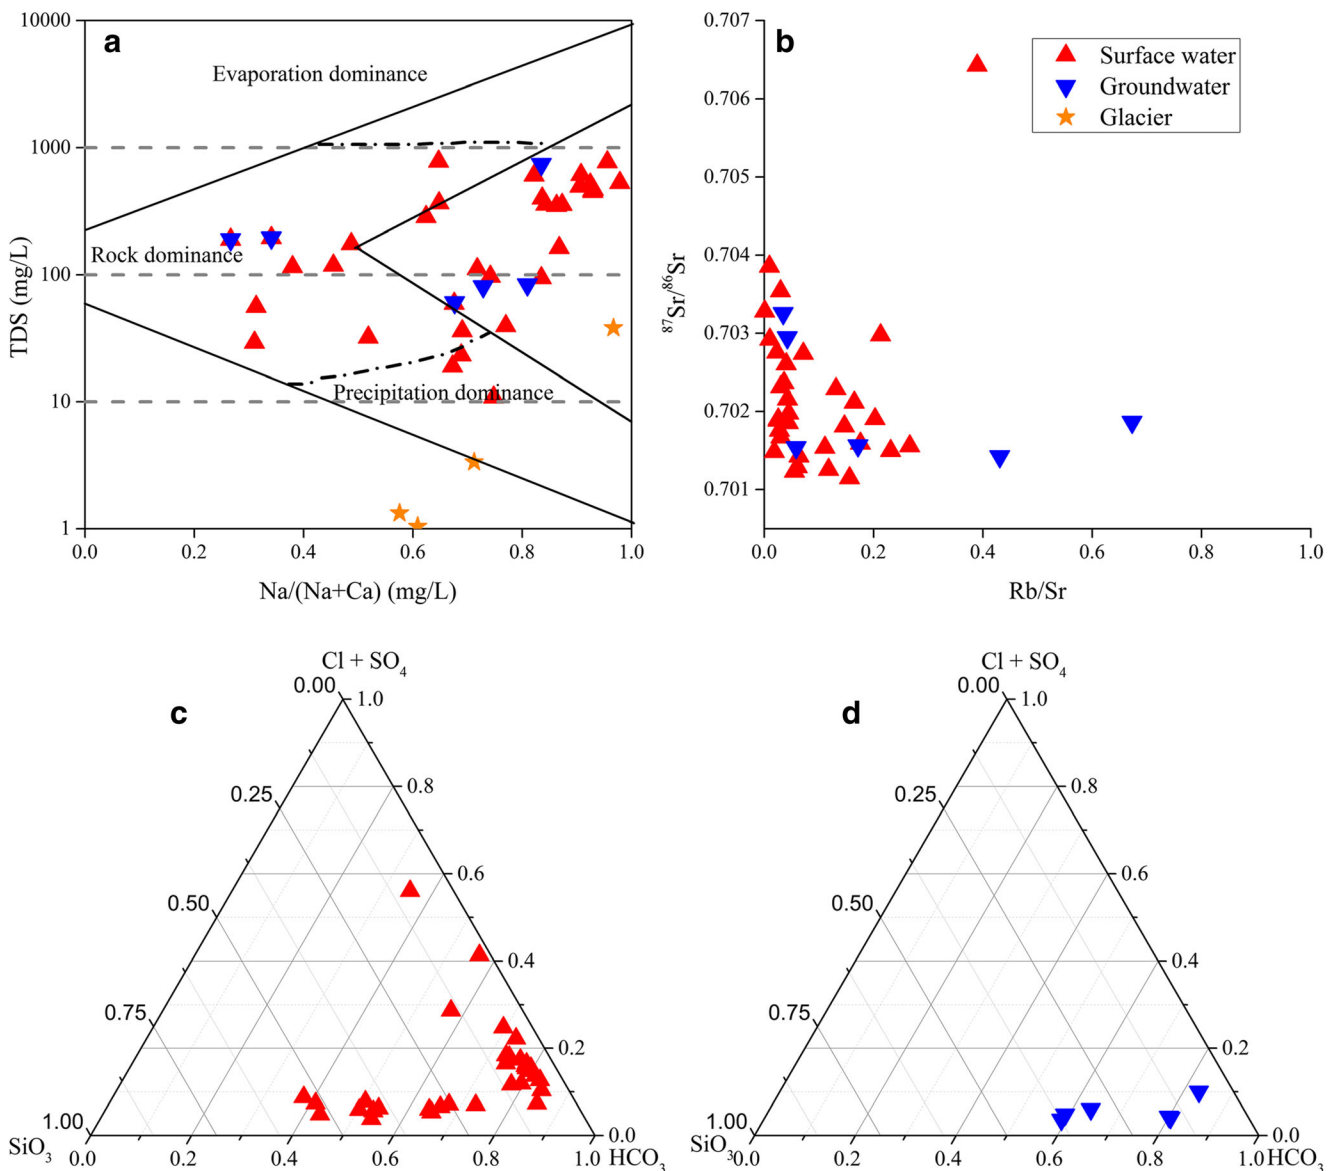 a
10000
1000
100
10
1
TDS (mg/L)
Evaporation dominance
Rock dominance
Precipitation dominance
0.0 0.2 0.4 0.6 0.8 1.0
Na/(Na+Ca) (mg/L)
b
0.707
0.706
0.705
0.704
0.703
0.702
0.701
87Sr/86Sr
Surface water
Groundwater
Glacier
0.0 0.2 0.4 0.6 0.8 1.0
Rb/Sr
c
Cl + SO4
0.00 1.0
0.8
0.25
0.6
0.50
0.4
0.75
0.2
1.00 0.0
SiO3 HCO3
0.0 0.2 0.4 0.6 0.8 1.0
d
Cl + SO4
0.00 1.0
0.8
0.25
0.6
0.50
0.4
0.75
0.2
1.00 0.0
SiO3 HCO3
0.0 0.2 0.4 0.6 0.8 1.0